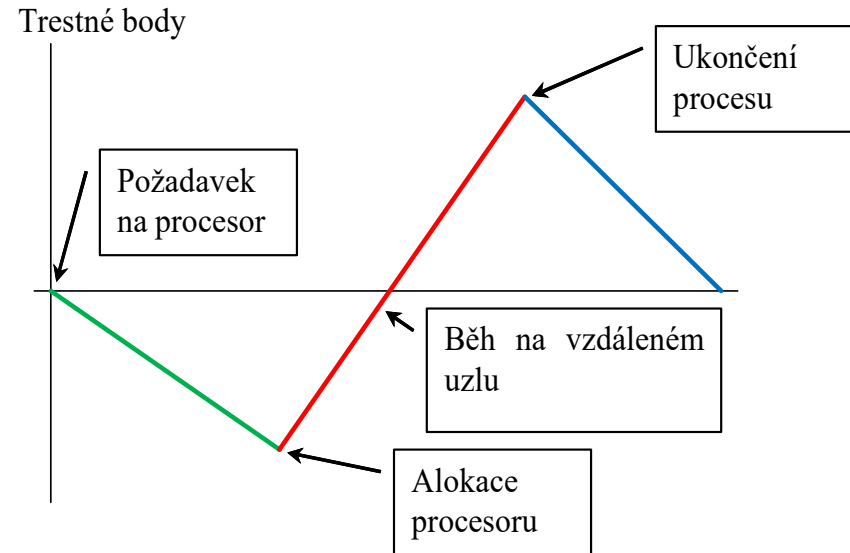 Trestné body
Ukončení
procesu
Požadavek
na procesor
Běh na vzdáleném
uzlu
Alokace
procesoru